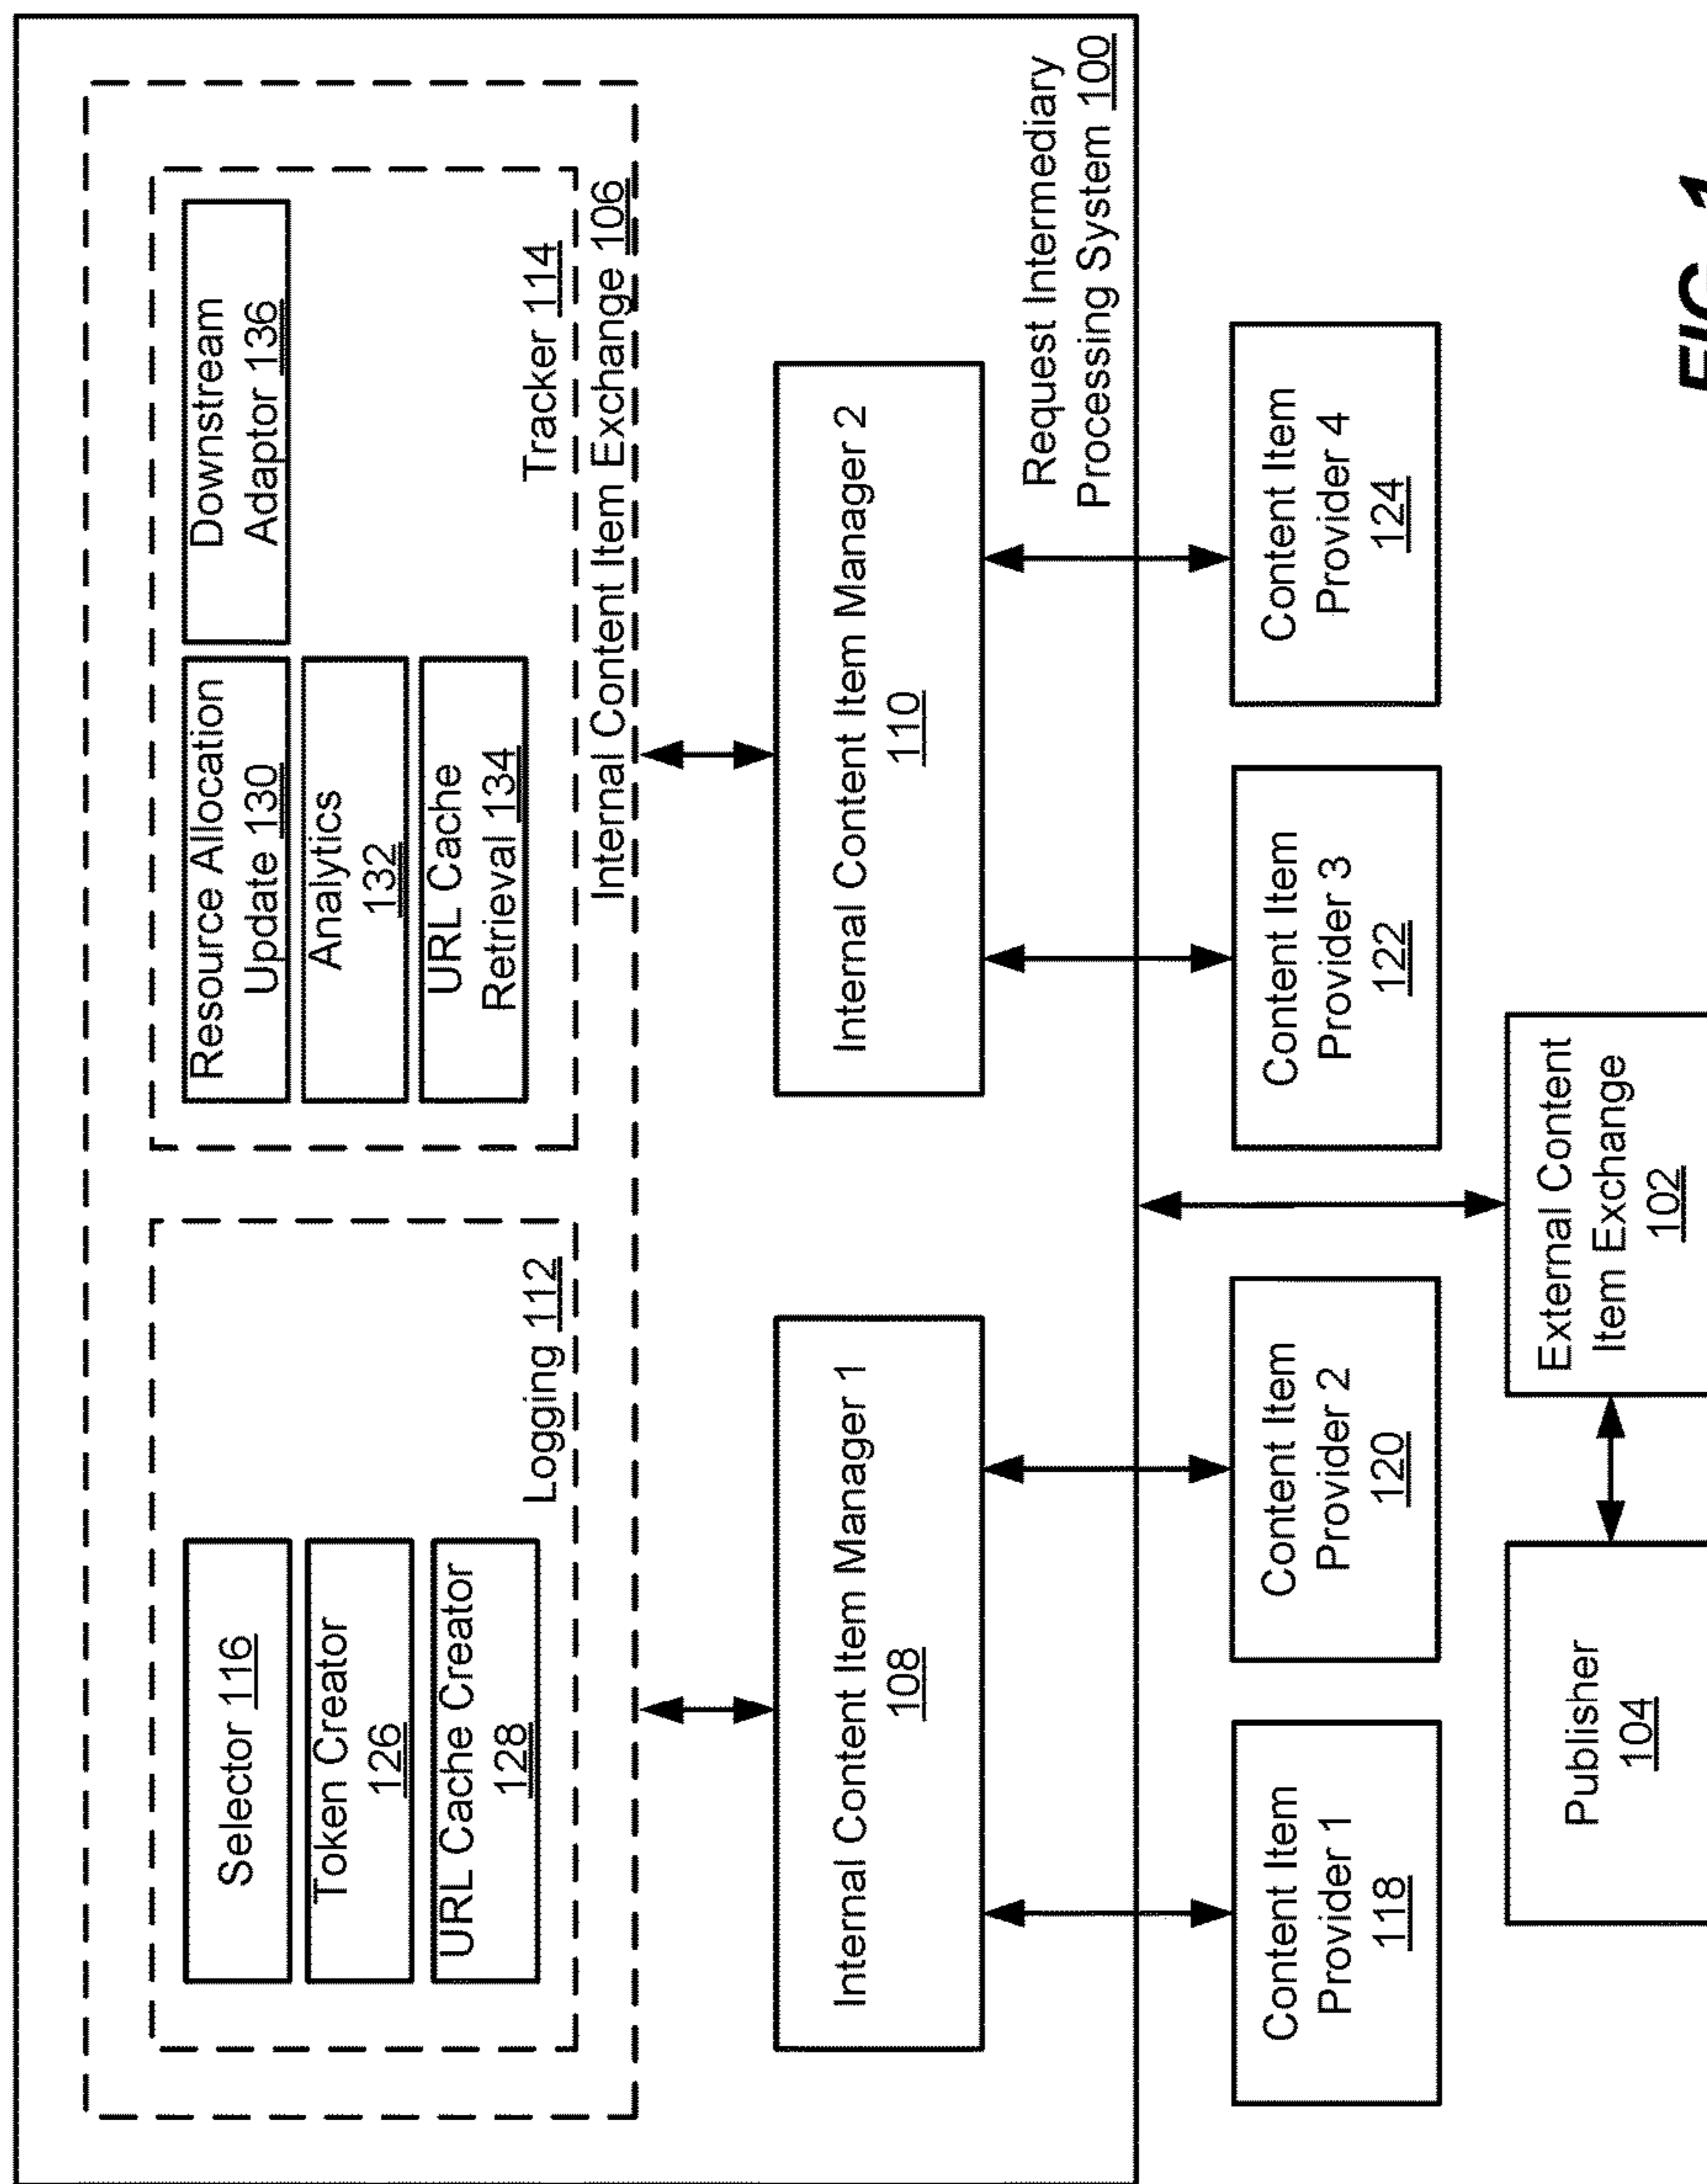 Selector 116
Token Creator
126
URL Cache Creator
128
Logging 112
Resource Allocation
Update 130
Analytics
132
URL Cache
Retrieval 134
Downstream
Adaptor 136
Tracker 114
Internal Content Item Exchange 106
Internal Content Item Manager 1
108
Internal Content Item Manager 2
110
Request Intermediary
Processing System 100
Content Item
Provider 1
118
Content Item
Provider 2
120
Content Item
Provider 3
122
Content Item
Provider 4
124
Publisher
104
External Content
Item Exchange
102
FIG. 1